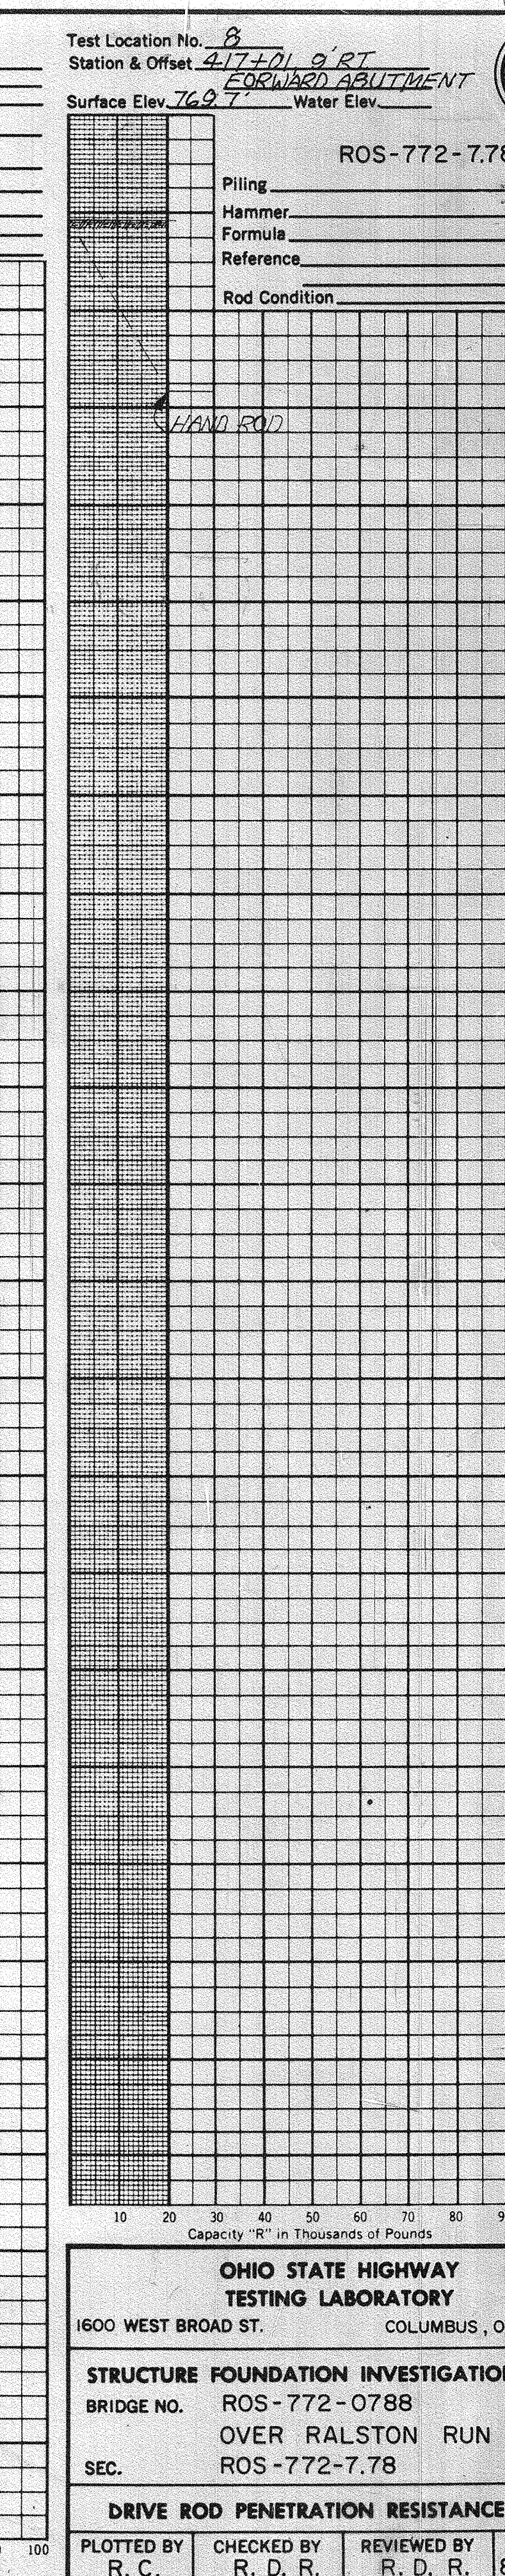 Test Location No. 8
Station & Offset 417+01, 9' RT
FORWARD ABUTMENT
Surface Elev. 769.7' Water Elev.
ROS-772-7.78
Piling
Hammer
Formula
Reference
Rod Condition
HAND ROD
10 20 30 40 50 60 70 80 9
Capacity "R" in Thousands of Pounds
OHIO STATE HIGHWAY
TESTING LABORATORY
1600 WEST BROAD ST. COLUMBUS, O
STRUCTURE FOUNDATION INVESTIGATIO
BRIDGE NO. ROS-772-0788
OVER RALSTON RUN
SEC. ROS-772-7.78
DRIVE ROD PENETRATION RESISTANCE
100 PLOTTED BY CHECKED BY REVIEWED BY
R. C. R. D. R. R. D. R.